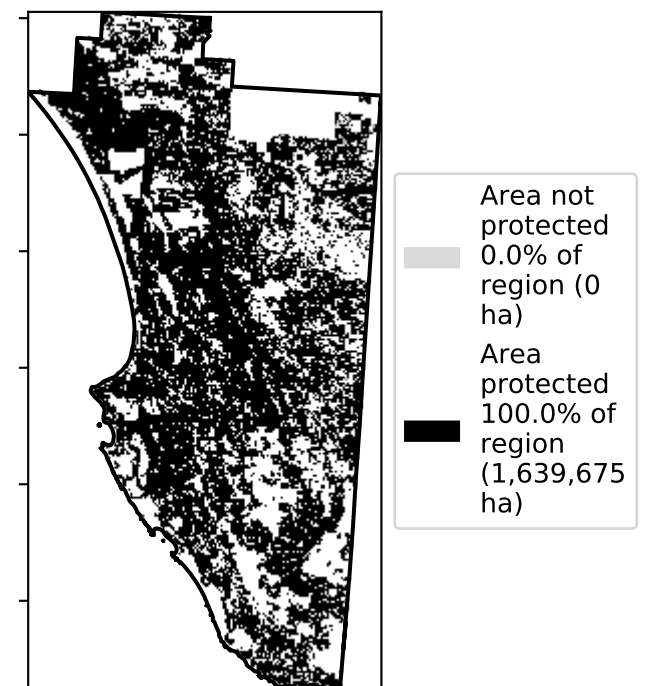 Area not
protected
0.0% of
region (0
ha)
Area
protected
100.0% of
region
(1,639,675
ha)